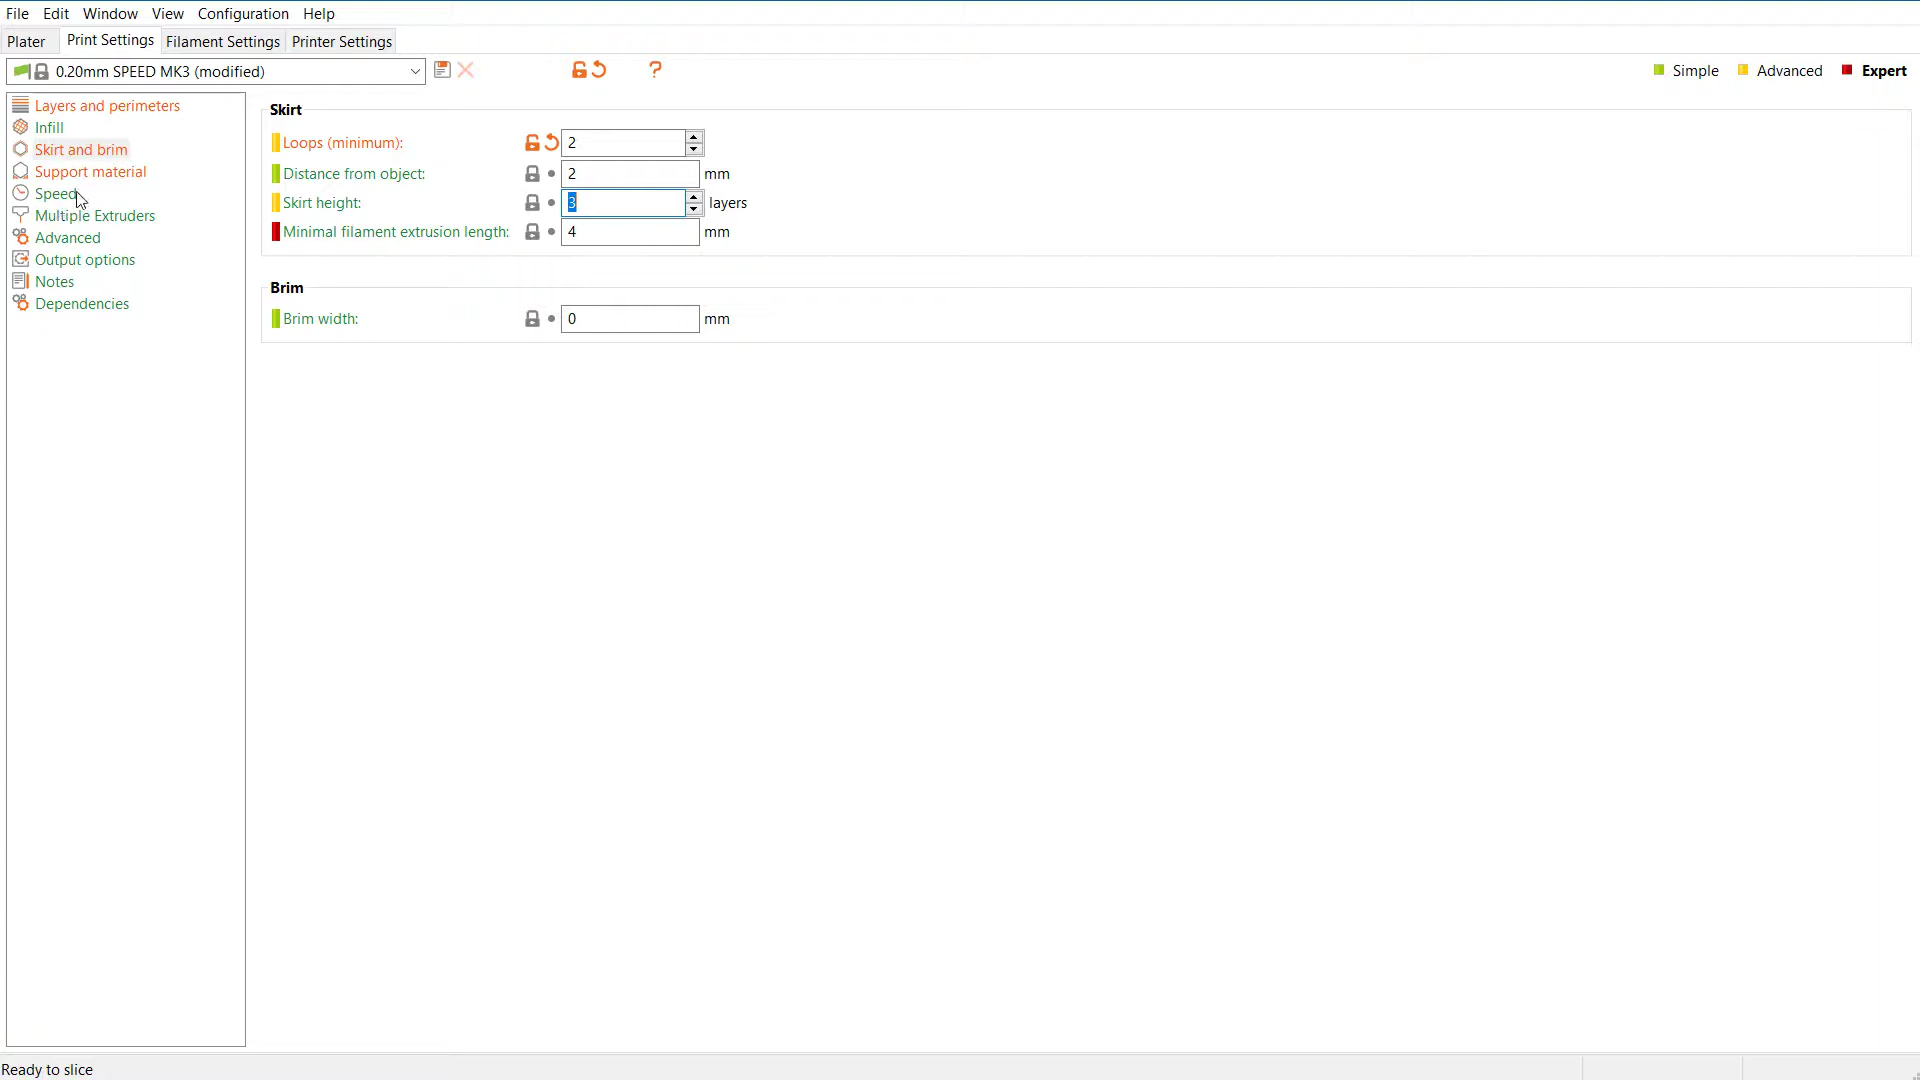 File Edit Window View Configuration Help
Plater Print Settings Filament Settings Printer Settings
0.20mm SPEED MK3 (modified) ? Simple Advanced Expert
Layers and perimeters
Infill
Skirt and brim
Support material
Speed
Multiple Extruders
Advanced
Output options
Notes
Dependencies
Skirt
Loops (minimum): 2
Distance from object: 2 mm
Skirt height: 3 layers
Minimal filament extrusion length: 4 mm
Brim
Brim width: 0 mm
Ready to slice